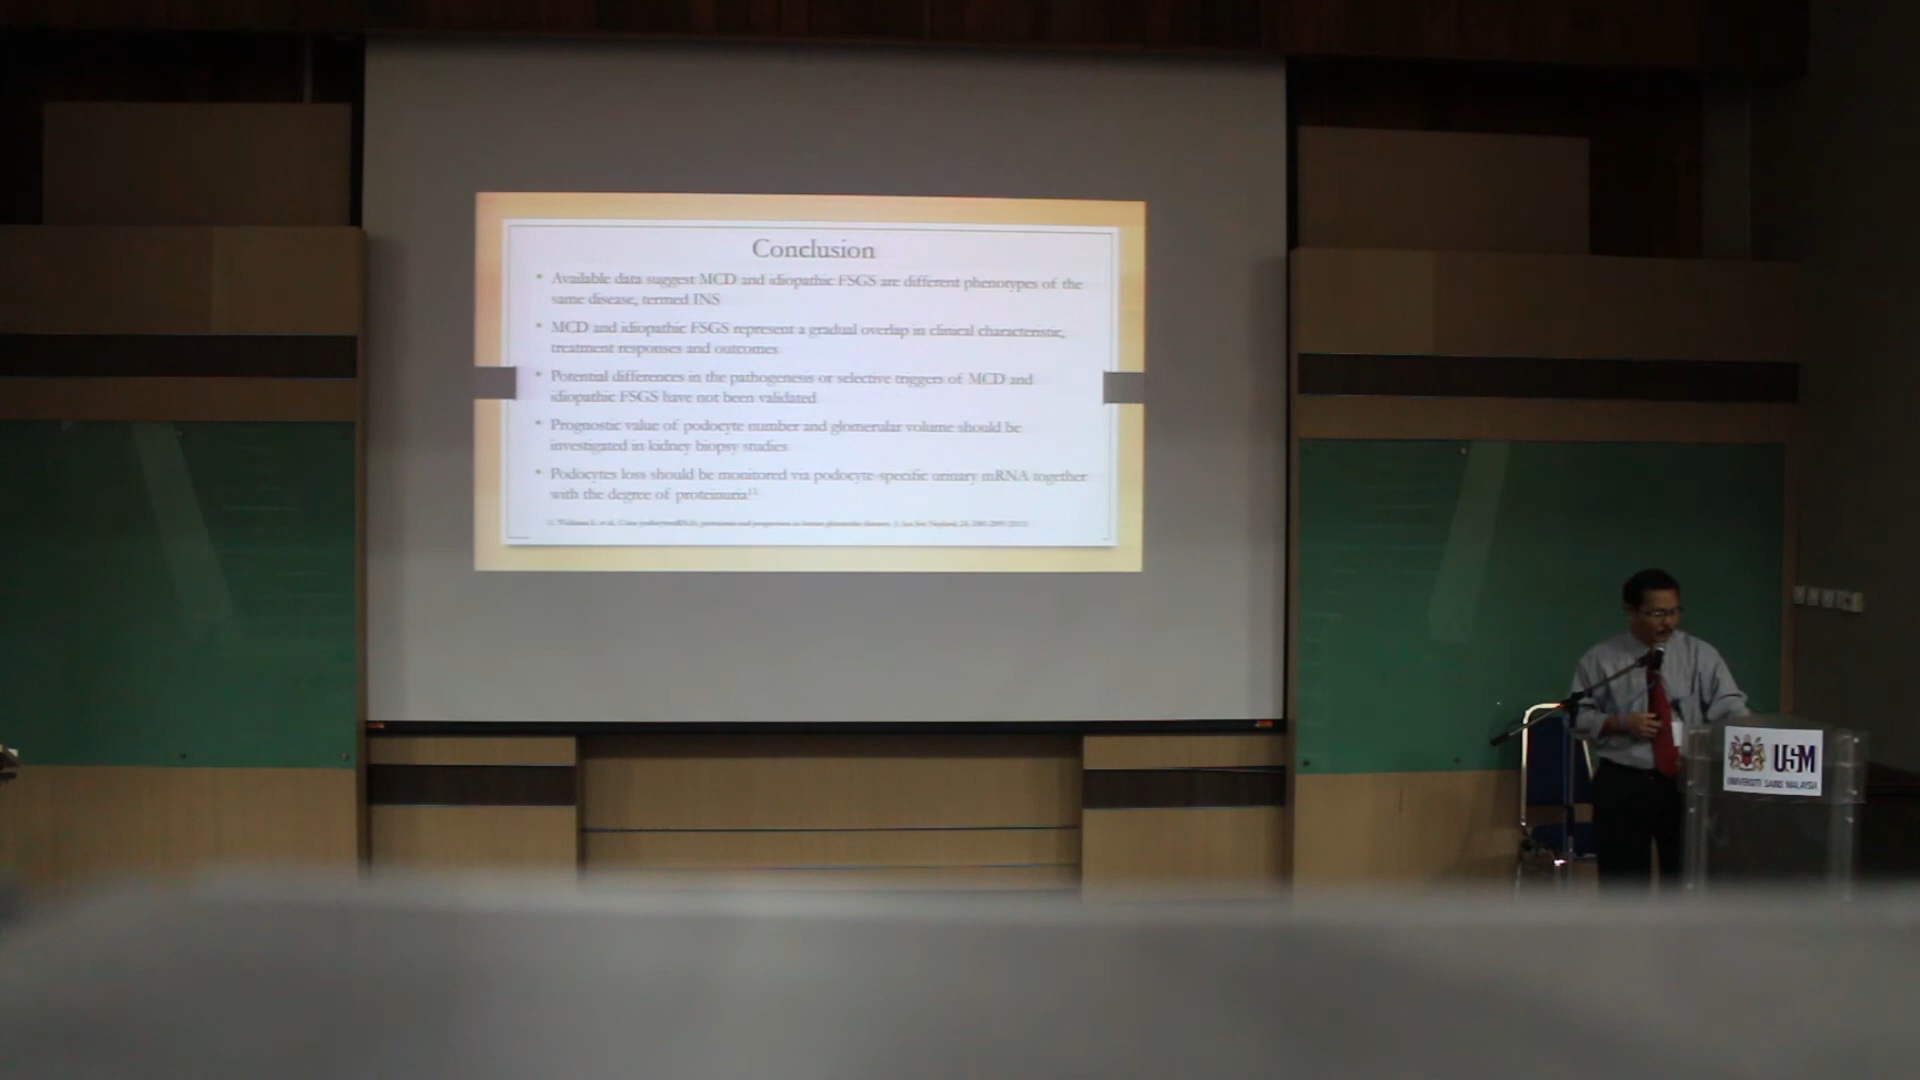 Conclusion
• Available data suggest MCD and idiopathic FSGS are different phenotypes of the
same disease, termed INS
• MCD and idiopathic FSGS represent a gradual overlap in clinical characteristic,
treatment responses and outcomes
• Potential differences in the pathogenesis or selective triggers of MCD and
idiopathic FSGS have not been validated
• Prognostic value of podocyte number and glomerular volume should be
investigated in kidney biopsy studies
• Podocytes loss should be monitored via podocyte-specific urinary mRNA together
with the degree of proteinuria
USM
UNIVERSITI SAINS MALAYSIA